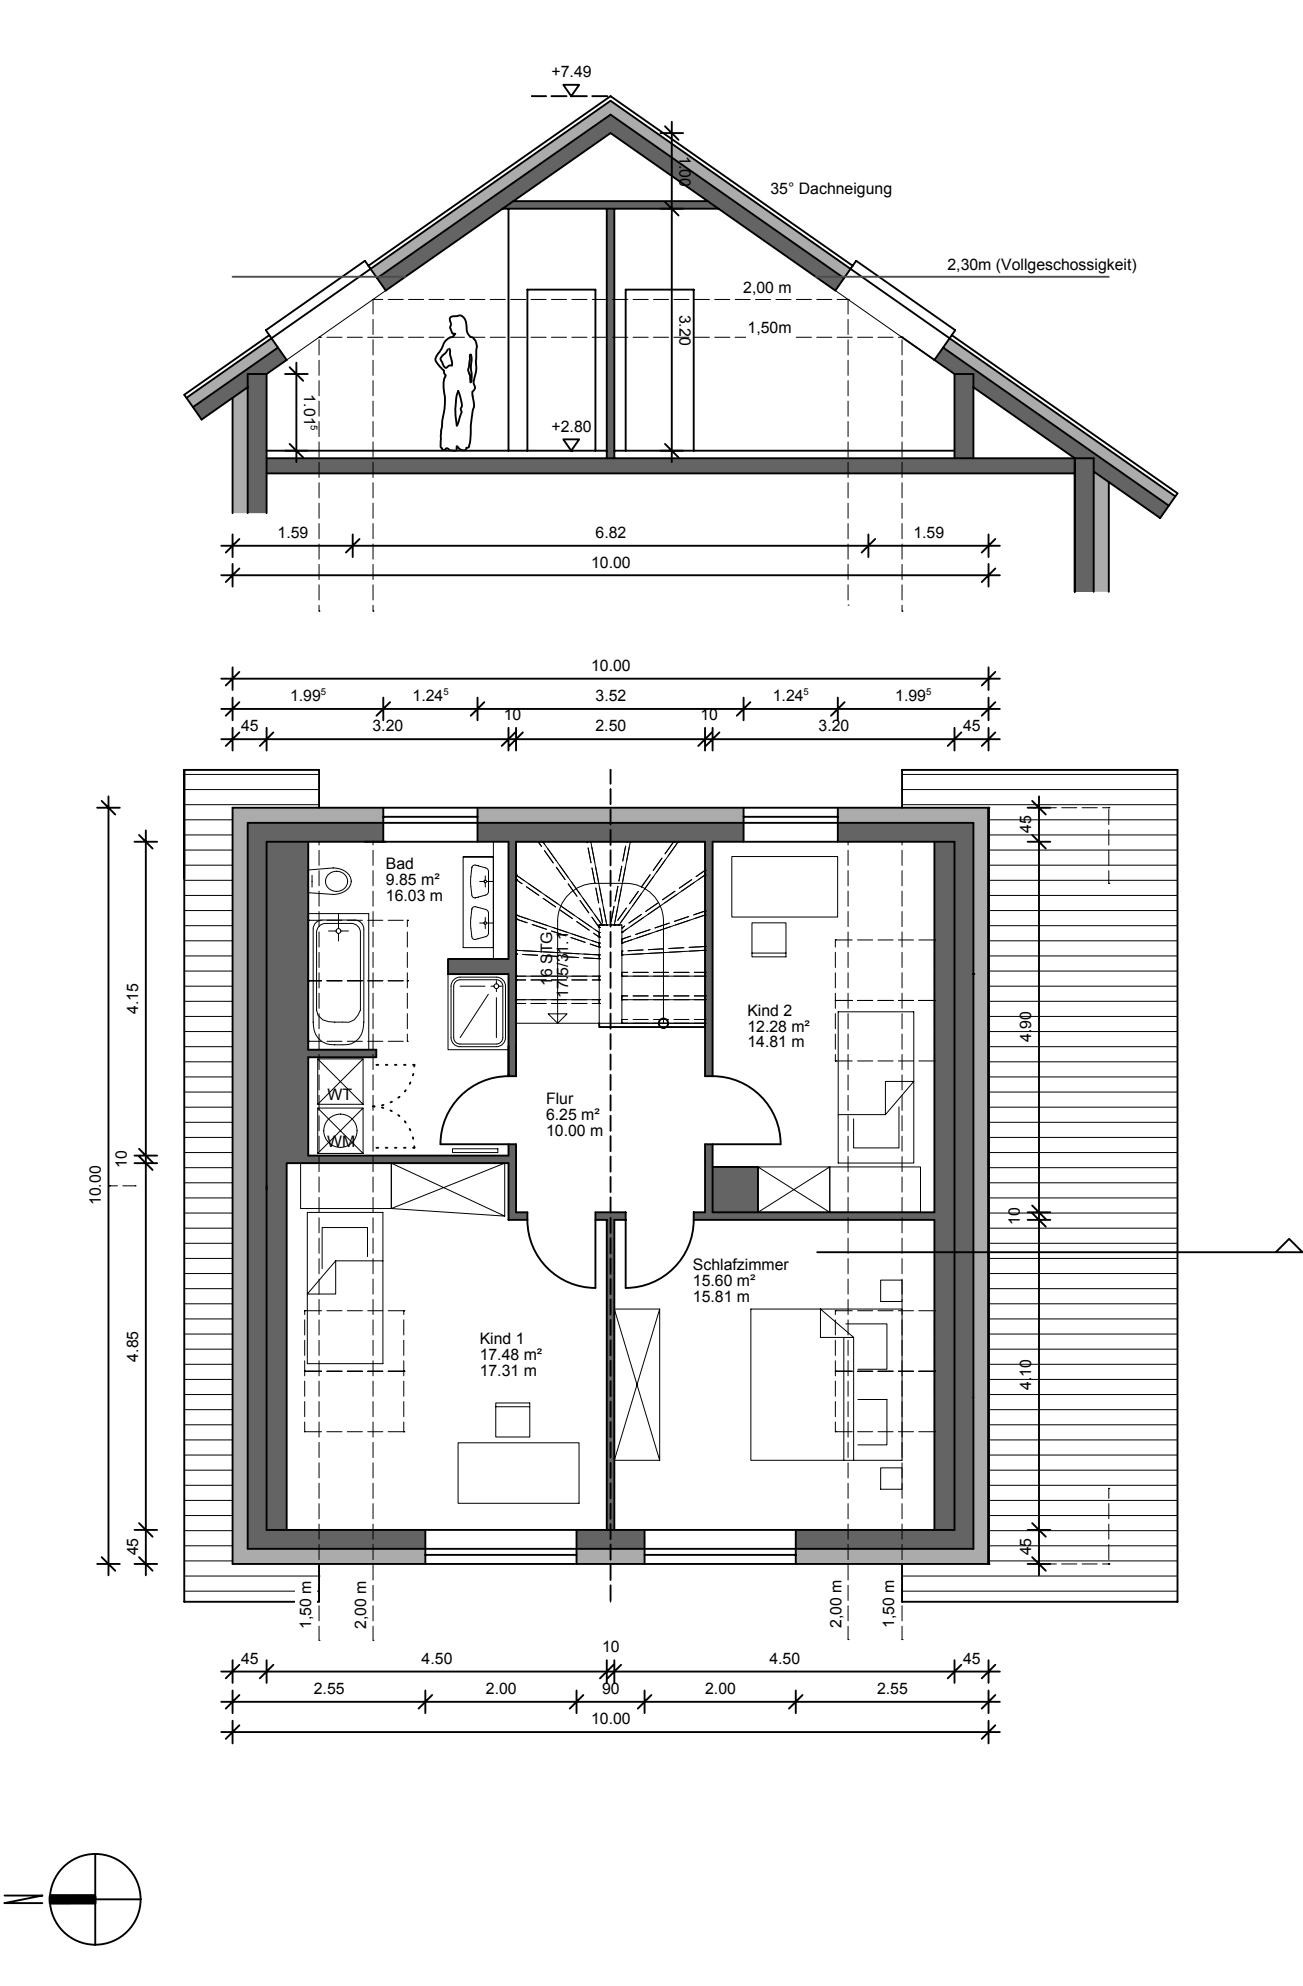 +7.49
1.00
35° Dachneigung
2,30m (Vollgeschossigkeit)
2,00 m
1,50m
3.20
1.01⁵
+2.80
1.59
6.82
1.59
10.00
10.00
1.99⁵
1.24⁵
3.52
1.24⁵
1.99⁵
45
3.20
10
2.50
10
3.20
45
45
4.15
10
10.00
4.85
45
4.90
10
4.10
45
Bad
9.85 m²
16.03 m
16 STG
17.5/31.1
Kind 2
12.28 m²
14.81 m
WT
WM
Flur
6.25 m²
10.00 m
Schlafzimmer
15.60 m²
15.81 m
Kind 1
17.48 m²
17.31 m
1,50 m
2,00 m
2,00 m
1,50 m
45
4.50
10
4.50
45
2.55
2.00
90
2.00
2.55
10.00
N